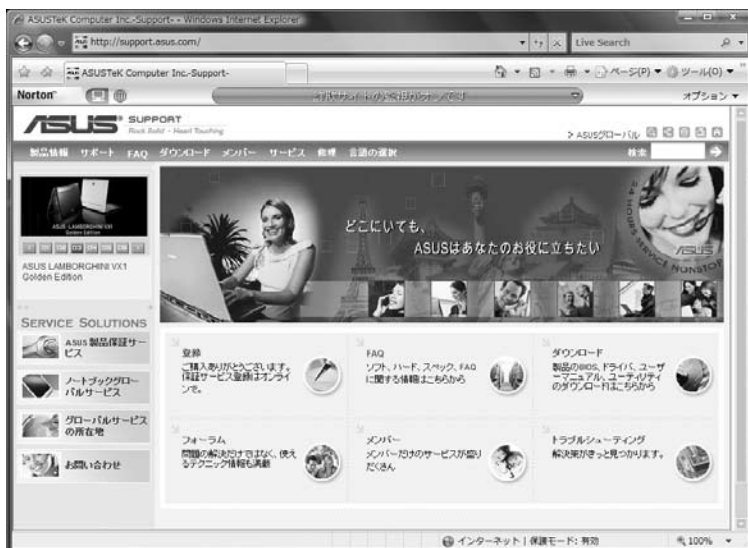 ASUSTeK Computer Inc.-Support- - Windows Internet Explorer
http://support.asus.com/
Live Search
ASUSTeK Computer Inc.-Support-
ページ(P)
ツール(O)
Norton
オプション
ASUS SUPPORT
Rock Solid - Heart Touching
> ASUSグローバル
製品情報 サポート FAQ ダウンロード メンバー サービス 修理 言語の選択
検索
ASUS LAMBORGHINI VX1
Golden Edition
ASUS LAMBORGHINI VX1
Golden Edition
どこにいても、
ASUSはあなたのお役に立ちたい
24 HOURS SERVICE NONSTOP
ASUS
SERVICE SOLUTIONS
ASUS 製品保証サー
ビス
ノートブックグロー
バルサービス
グローバルサービス
の所在地
お問い合わせ
登録
ご購入ありがとうございます。
保証サービス登録はオンライ
ンで。
FAQ
ソフト、ハード、スペック、FAQ
に関する情報はこちらから
ダウンロード
製品のBIOS、ドライバ、ユーザ
ーマニュアル、ユーティリティ
のダウンロードはこちらから
フォーラム
問題の解決だけではなく、使え
るテクニック情報も満載
メンバー
メンバーだけのサービスが盛り
だくさん
トラブルシューティング
解決策がきっと見つかります。
インターネット | 保護モード: 有効
100%